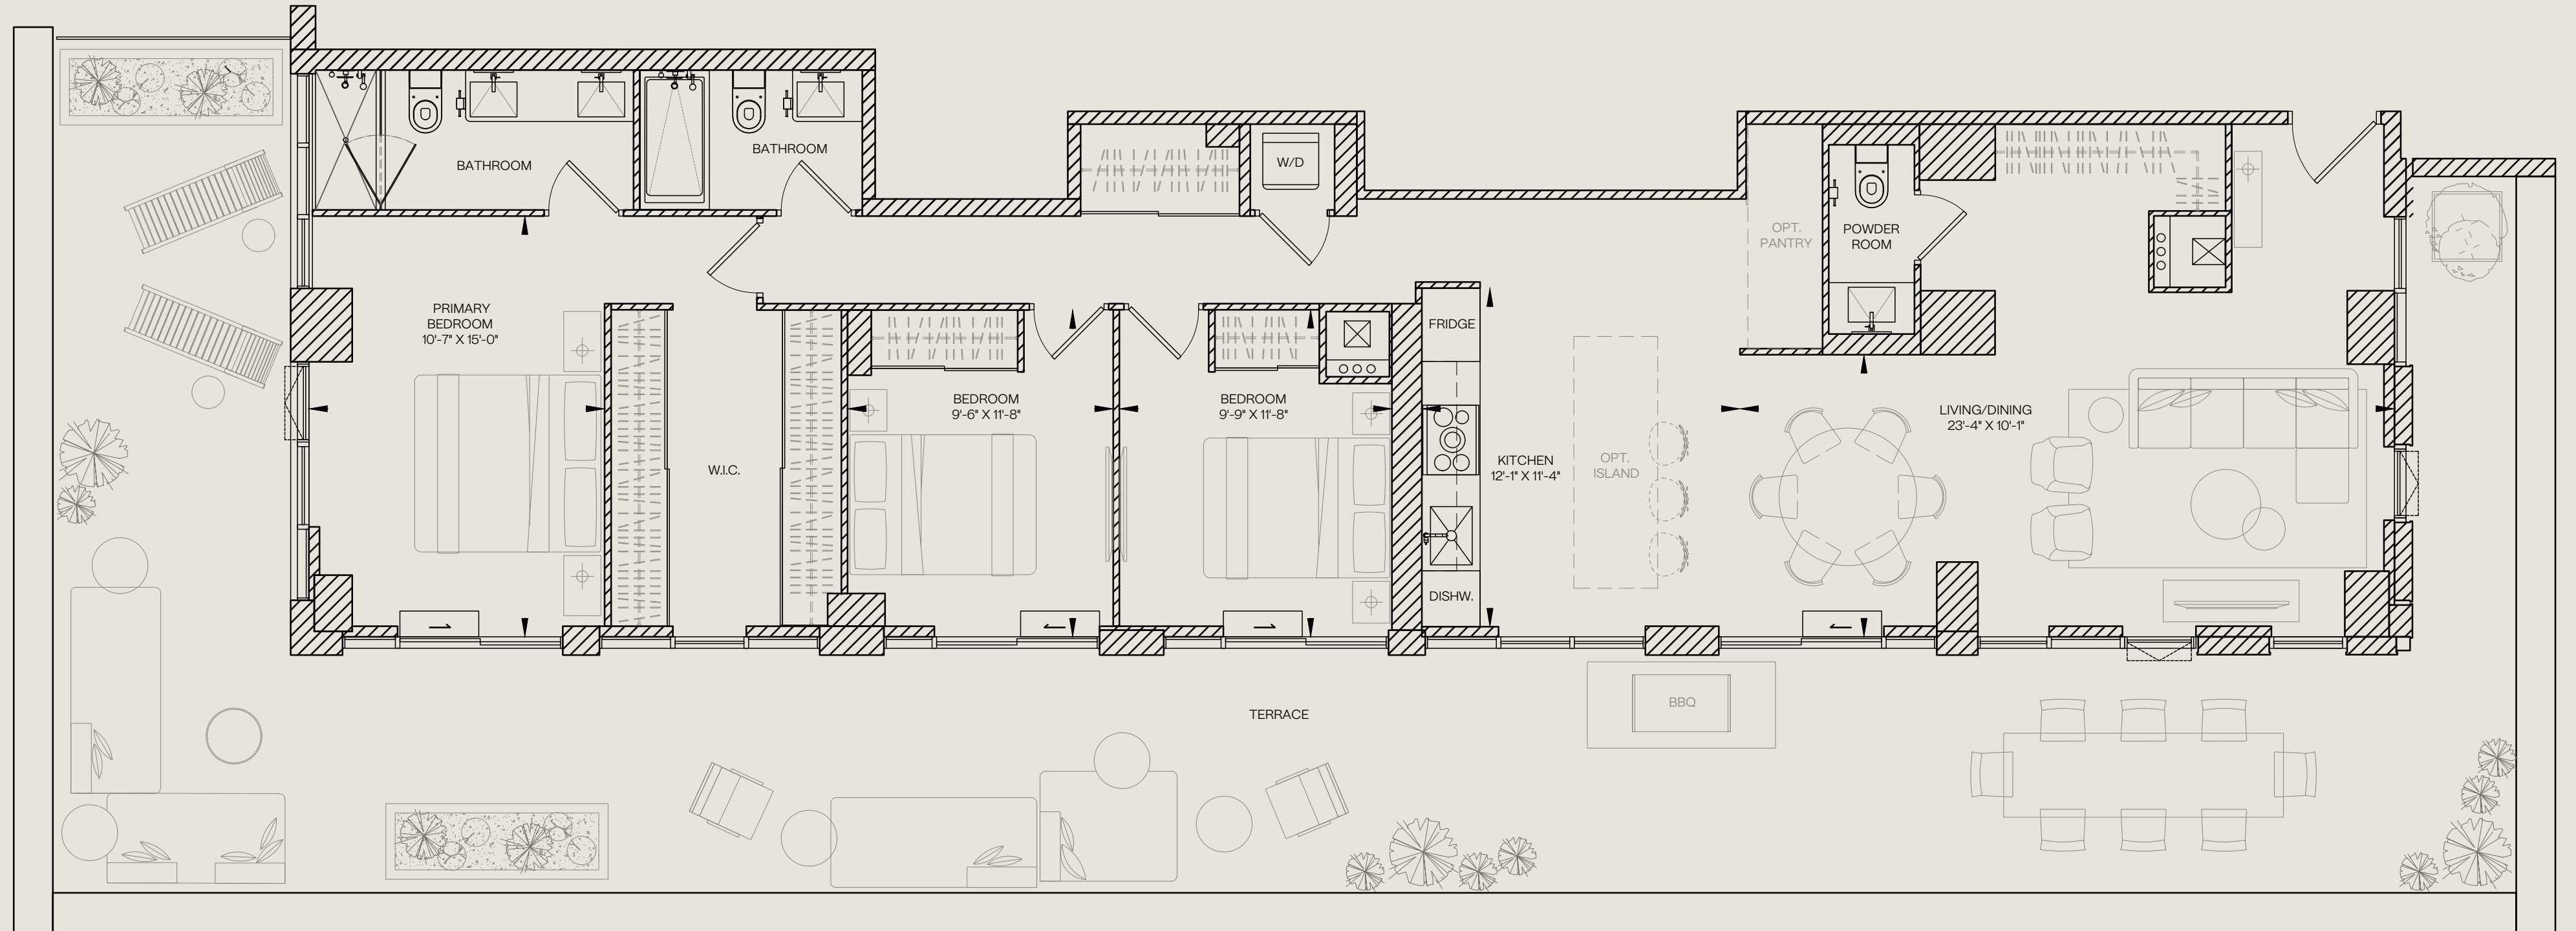 BATHROOM
BATHROOM
W/D
OPT.
PANTRY
POWDER
ROOM
PRIMARY
BEDROOM
10'-7" X 15'-0"
W.I.C.
BEDROOM
9'-6" X 11'-8"
BEDROOM
9'-9" X 11'-8"
FRIDGE
KITCHEN
12'-1" X 11'-4"
DISHW.
OPT.
ISLAND
LIVING/DINING
23'-4" X 10'-1"
TERRACE
BBQ